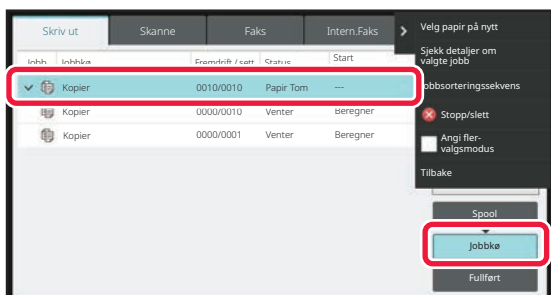 Skriv ut Skanne Faks Intern.Faks
Jobb Jobbkø Fremdrift / sett Status Start
Kopier 0010/0010 Papir Tom ---
Kopier 0000/0010 Venter Beregner
Kopier 0000/0001 Venter Beregner
Velg papir på nytt
Sjekk detaljer om
valgte jobb
Jobbsorteringssekvens
Stopp/slett
Angi fler-
valgsmodus
Tilbake
Spool
Jobbkø
Fullført